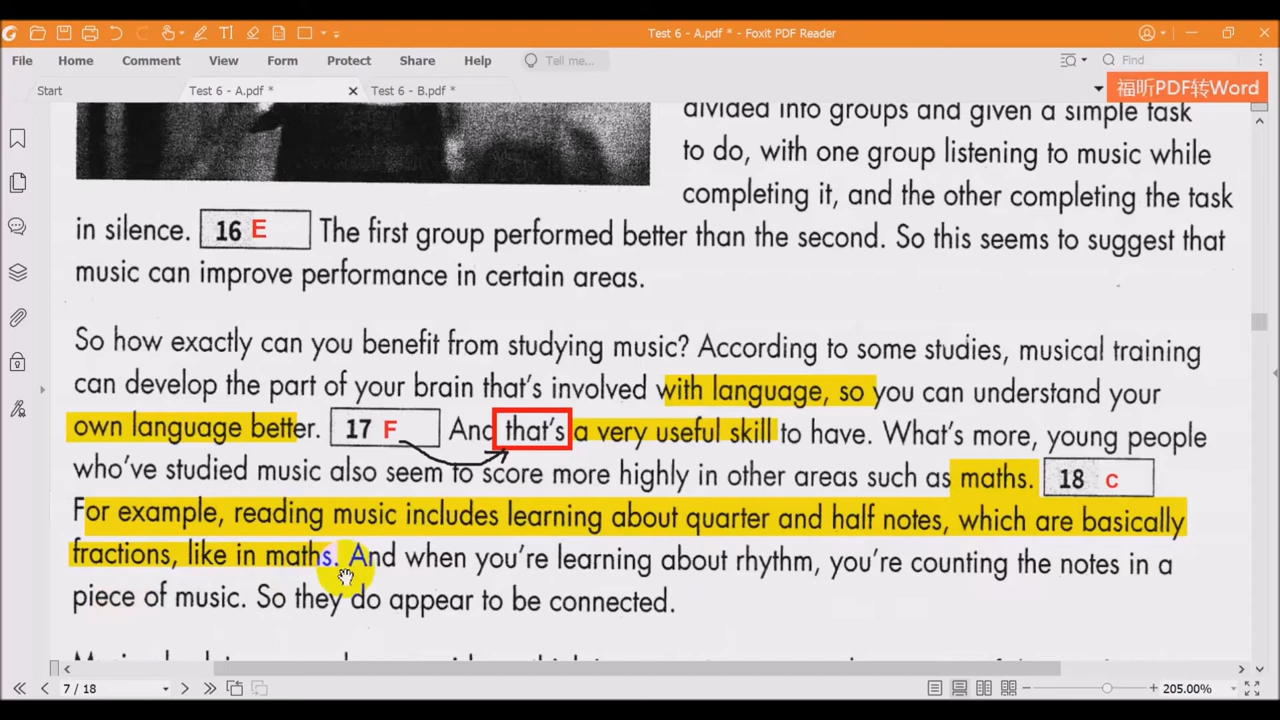 Test 6 - A.pdf * - Foxit PDF Reader
File Home Comment View Form Protect Share Help Tell me... Find
Start Test 6 - A.pdf * Test 6 - B.pdf * 福昕PDF转Word
divided into groups and given a simple task
to do, with one group listening to music while
completing it, and the other completing the task
in silence. 16 E The first group performed better than the second. So this seems to suggest that
music can improve performance in certain areas.
So how exactly can you benefit from studying music? According to some studies, musical training
can develop the part of your brain that's involved with language, so you can understand your
own language better. 17 F And that's a very useful skill to have. What's more, young people
who've studied music also seem to score more highly in other areas such as maths. 18 c
For example, reading music includes learning about quarter and half notes, which are basically
fractions, like in maths. And when you're learning about rhythm, you're counting the notes in a
piece of music. So they do appear to be connected.
7 / 18 205.00%